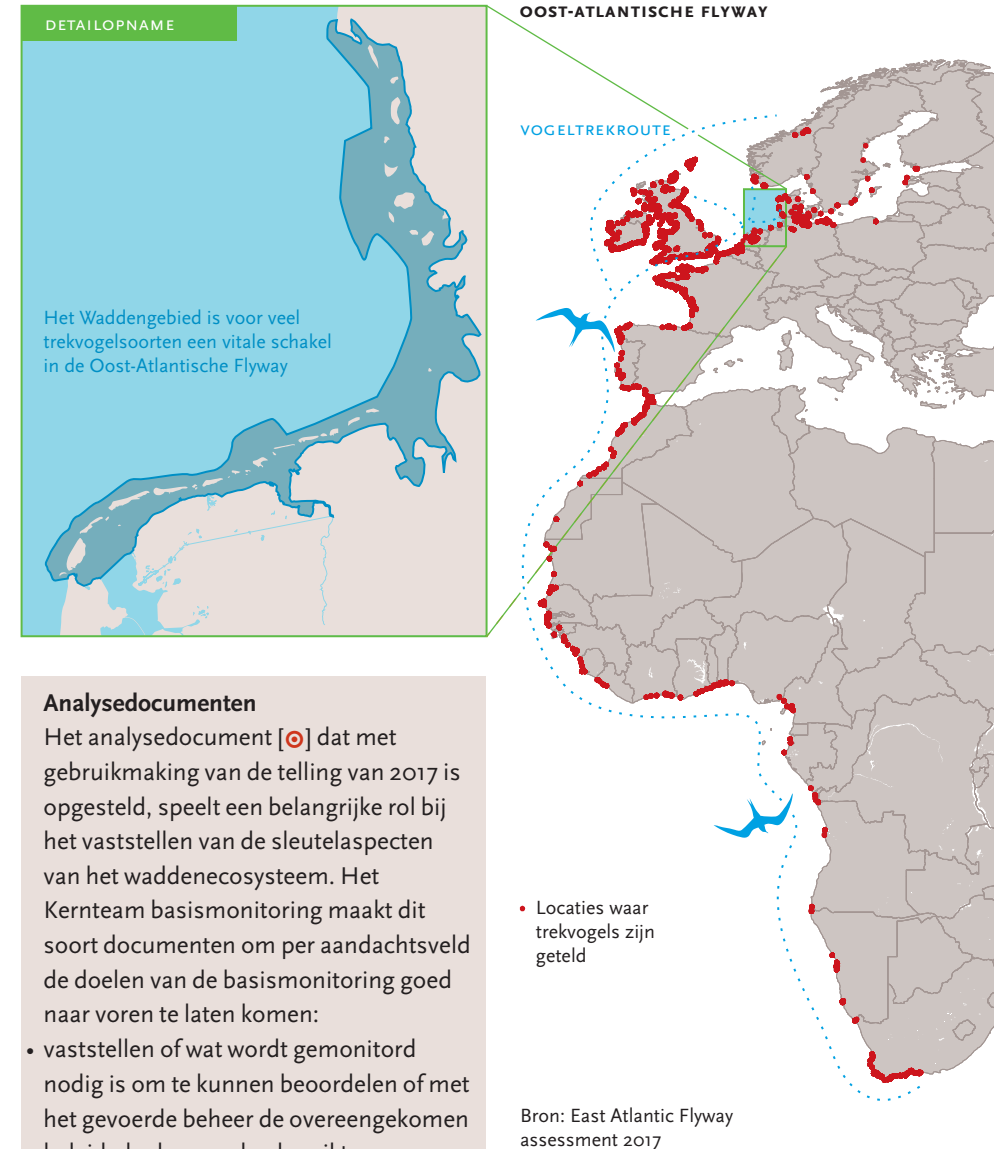 DETAILOPNAME
Het Waddengebied is voor veel
trekvogelsoorten een vitale schakel
in de Oost-Atlantische Flyway
OOST-ATLANTISCHE FLYWAY
VOGELTREKROUTE
• Locaties waar
trekvogels zijn
geteld
Bron: East Atlantic Flyway
assessment 2017
Analysedocumenten
Het analysedocument [⊙] dat met
gebruikmaking van de telling van 2017 is
opgesteld, speelt een belangrijke rol bij
het vaststellen van de sleutelaspecten
van het waddenecosysteem. Het
Kernteam basismonitoring maakt dit
soort documenten om per aandachtsveld
de doelen van de basismonitoring goed
naar voren te laten komen:
• vaststellen of wat wordt gemonitord
nodig is om te kunnen beoordelen of met
het gevoerde beheer de overeengekomen